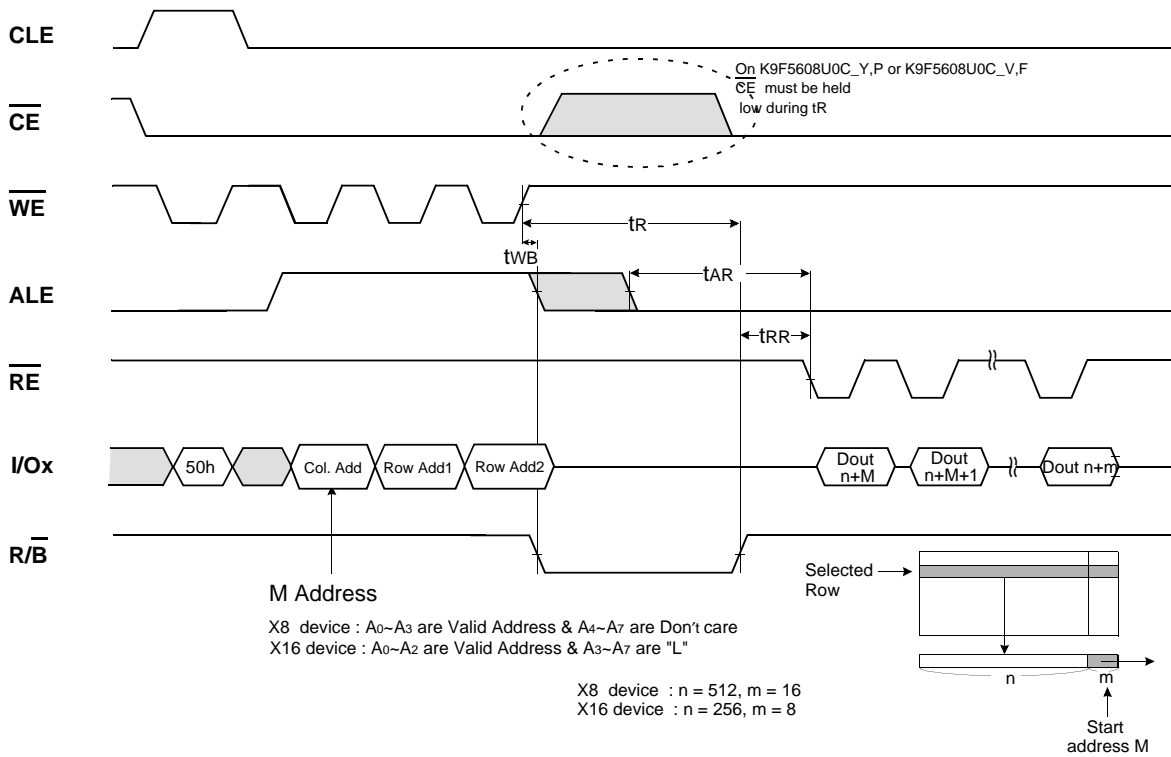 CLE
On K9F5608U0C_Y,P or K9F5608U0C_V,F
CE must be held
low during tR
CE
WE
tR
tWB
tAR
ALE
tRR
RE
I/Ox
50h
Col. Add
Row Add1
Row Add2
Dout
n+M
Dout
n+M+1
Dout n+m
R/B
Selected
Row
M Address
X8 device : A0~A3 are Valid Address & A4~A7 are Don't care
X16 device : A0~A2 are Valid Address & A3~A7 are "L"
n
m
X8 device : n = 512, m = 16
X16 device : n = 256, m = 8
Start
address M